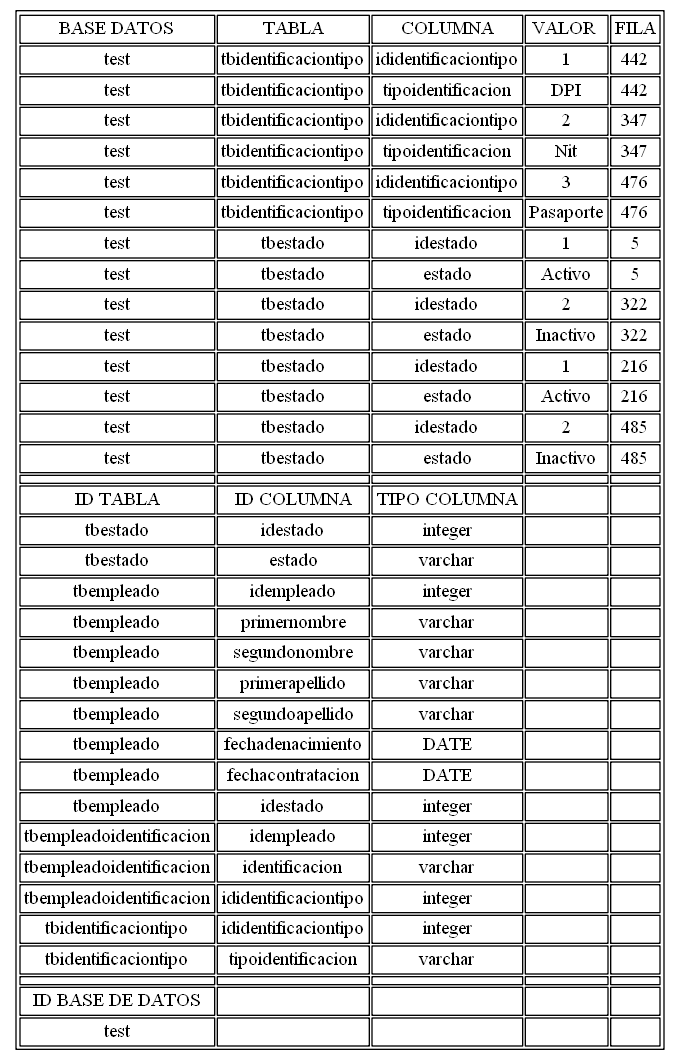 BASE DATOS TABLA COLUMNA VALOR FILA
test tbidentificaciontipo ididentificaciontipo 1 442
test tbidentificaciontipo tipoidentificacion DPI 442
test tbidentificaciontipo ididentificaciontipo 2 347
test tbidentificaciontipo tipoidentificacion Nit 347
test tbidentificaciontipo ididentificaciontipo 3 476
test tbidentificaciontipo tipoidentificacion Pasaporte 476
test tbestado idestado 1 5
test tbestado estado Activo 5
test tbestado idestado 2 322
test tbestado estado Inactivo 322
test tbestado idestado 1 216
test tbestado estado Activo 216
test tbestado idestado 2 485
test tbestado estado Inactivo 485
ID TABLA ID COLUMNA TIPO COLUMNA
tbestado idestado integer
tbestado estado varchar
tbempleado idempleado integer
tbempleado primernombre varchar
tbempleado segundonombre varchar
tbempleado primerapellido varchar
tbempleado segundoapellido varchar
tbempleado fechadenacimiento DATE
tbempleado fechacontratacion DATE
tbempleado idestado integer
tbempleadoidentificacion idempleado integer
tbempleadoidentificacion identificacion varchar
tbempleadoidentificacion ididentificaciontipo integer
tbidentificaciontipo ididentificaciontipo integer
tbidentificaciontipo tipoidentificacion varchar
ID BASE DE DATOS
test